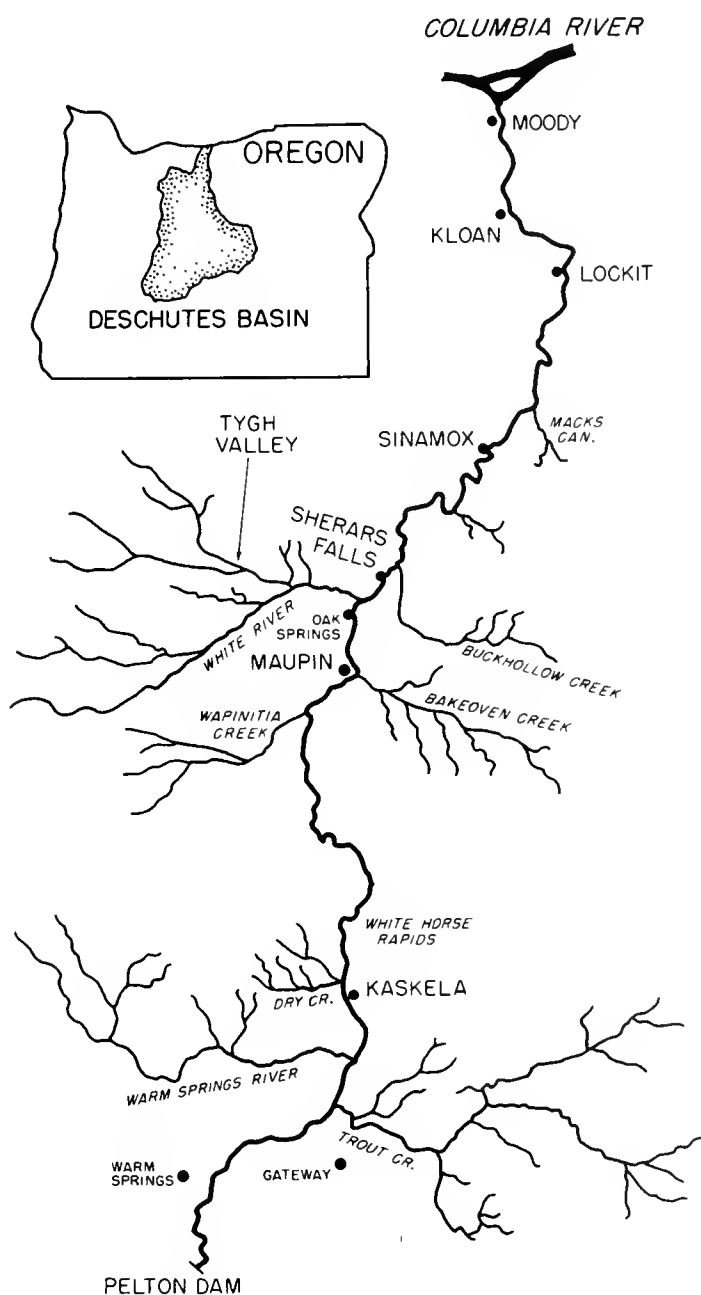 COLUMBIA RIVER
MOODY
OREGON
KLOAN
LOCKIT
DESCHUTES BASIN
TYGH
VALLEY
SINAMOX
MACKS
CAN.
SHERARS
FALLS
OAK
SPRINGS
WHITE RIVER
MAUPIN
BUCKHOLLOW CREEK
WAPINITIA
CREEK
BAKEOVEN CREEK
WHITE HORSE
RAPIDS
KASKELA
DRY CR.
WARM SPRINGS RIVER
TROUT CR.
WARM
SPRINGS
GATEWAY
PELTON DAM